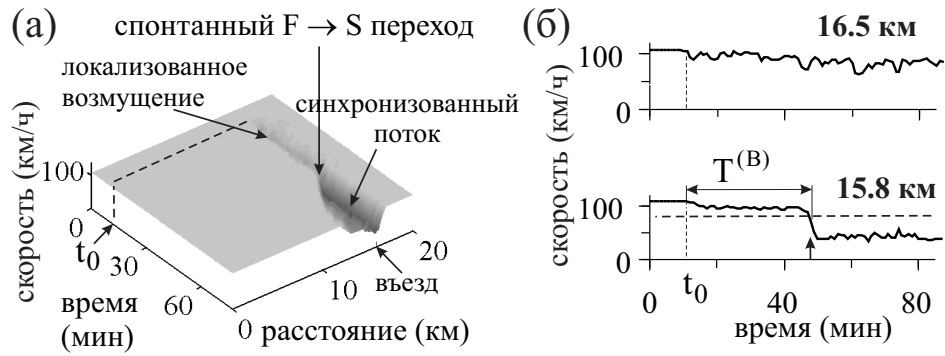 (а)
спонтанный F → S переход
локализованное
возмущение
синхронизованный
поток
скорость (км/ч)
100
0
t0
30
60
время
(мин)
0
10
20
въезд
расстояние (км)
(б)
16.5 км
100
0
скорость (км/ч)
T(B)
15.8 км
100
0
0
t0
40
80
время (мин)